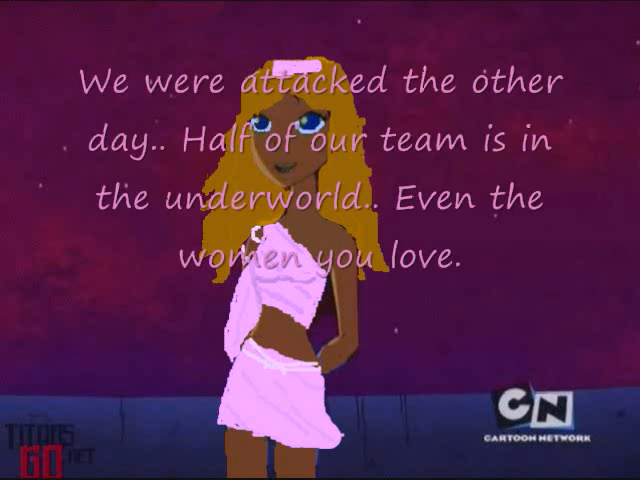 We were attacked the other
day.. Half of our team is in
the underworld.. Even the
women you love.
CN
CARTOON NETWORK
TITANS
GO.NET